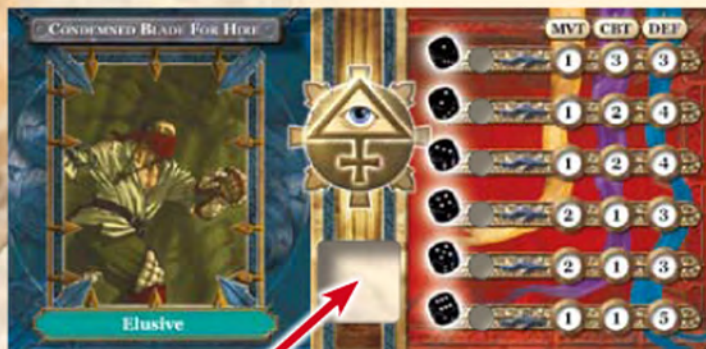 CONDEMNED BLADE FOR HIRE
MVT CBT DEF
1 3 3
1 2 4
1 2 4
2 1 3
2 1 3
1 1 5
Elusive